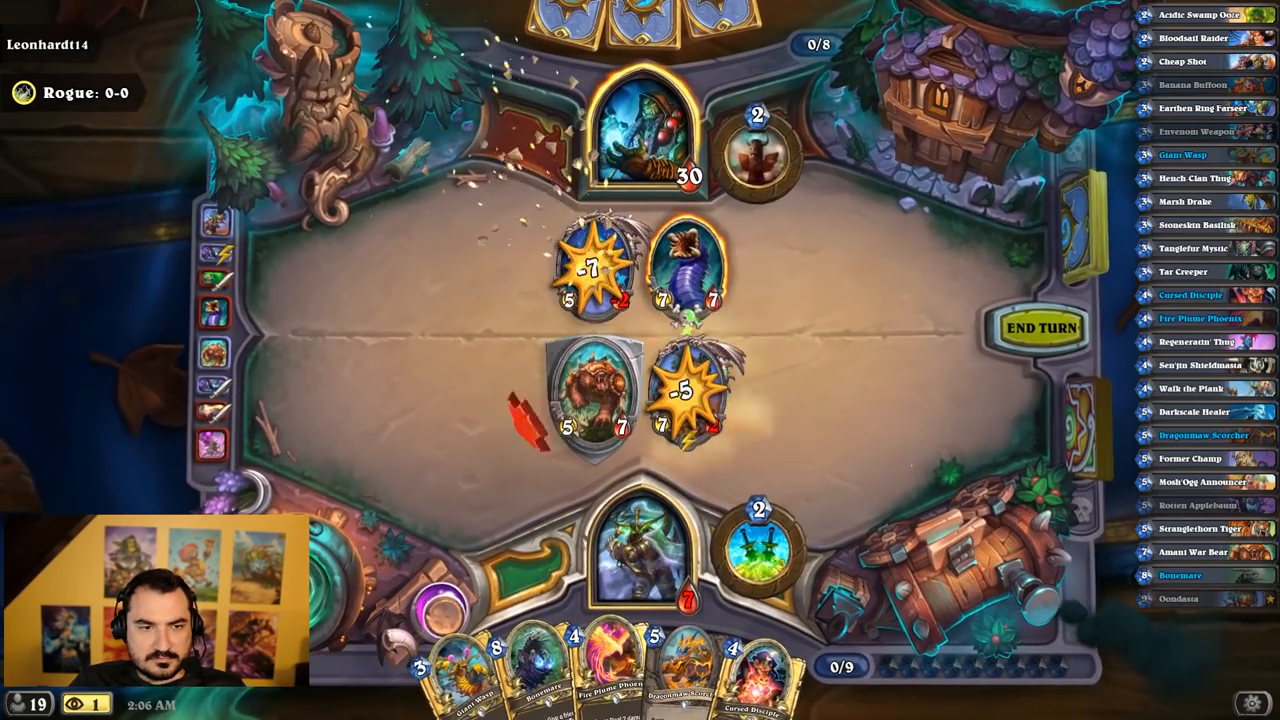 Leonhardt14
Rogue: 0-0
0/8
2
30
-7
5
-2
7
7
END TURN
5
7
-5
7
-2
2
7
3
8
4
5
4
Giant Wasp
Bonemare
Fire Plume Phoen
Dragonmaw Scorch
Cursed Disciple
0/9
19
1
2:06 AM
2 Acidic Swamp Ooze
2 Bloodsail Raider
2 Cheap Shot
3 Banana Buffoon
3 Earthen Ring Farseer
3 Envenom Weapon
3 Giant Wasp
3 Hench-Clan Thug
3 Marsh Drake
3 Stoneskin Basilisk
3 Tanglefur Mystic
3 Tar Creeper
4 Cursed Disciple
4 Fire Plume Phoenix
4 Regeneratin' Thug
4 Sen'jin Shieldmasta
4 Walk the Plank
5 Darkscale Healer
5 Dragonmaw Scorcher
5 Former Champ
5 Mosh'Ogg Announcer
5 Rotten Applebaum
5 Stranglethorn Tiger
7 Amani War Bear
8 Bonemare
9 Oondasta